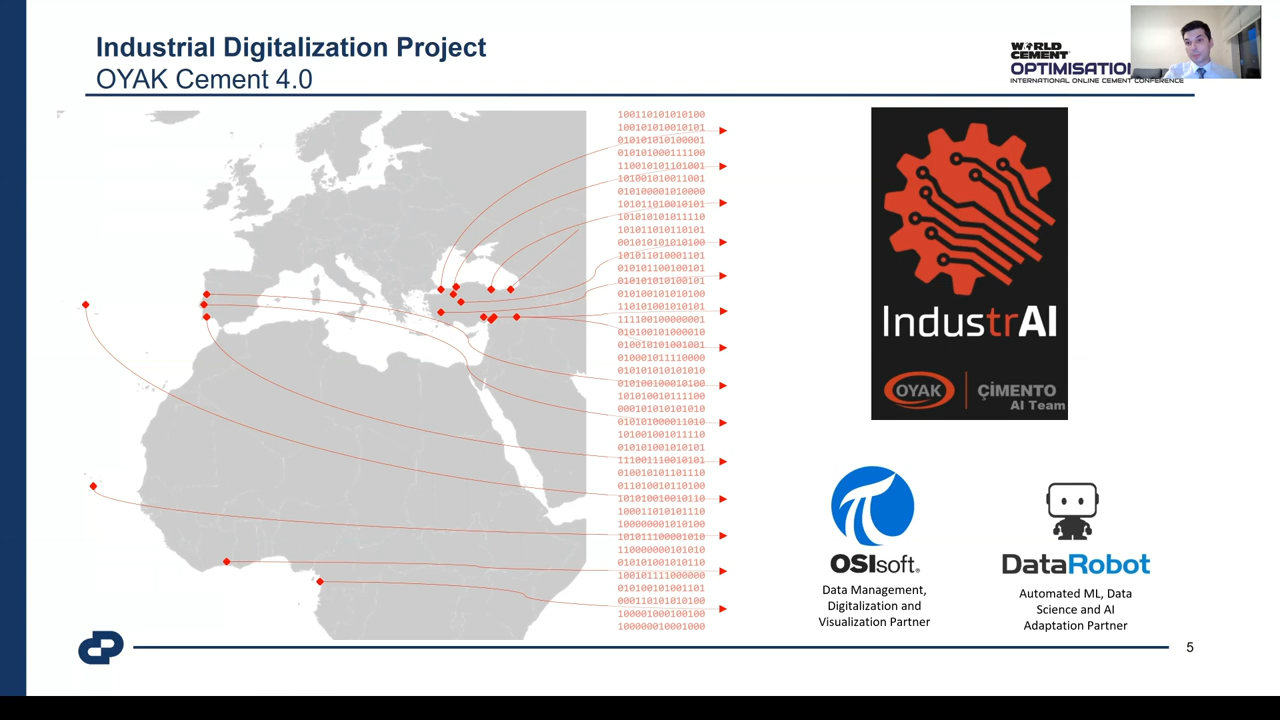 Industrial Digitalization Project
OYAK Cement 4.0
WORLD
CEMENT
OPTIMISATIO
INTERNATIONAL ONLINE CEMENT CONFERENCE
100110101010100
100101010010101
010101010100001
010101000111100
110010101101001
101001010011001
010100001010000
101011010010101
101010101011110
101011010110101
001010101010100
101011010001101
010101100100101
010101010100101
010100101010100
110101001010101
111100100000001
010100101000010
010010101001001
010001011110000
010101010101010
010100100010100
101010010111100
000101010101010
010101000011010
101001001011110
010101001010101
111001110010101
010010101101110
011010010110100
101010010010110
100011010101110
100000001010100
101011100001010
110000000101010
010101001010110
100101111000000
010100101001101
000110101010100
100001000100100
100000010001000
IndustrAI
OYAK
ÇİMENTO
AI Team
OSIsoft.
Data Management,
Digitalization and
Visualization Partner
DataRobot
Automated ML, Data
Science and AI
Adaptation Partner
5